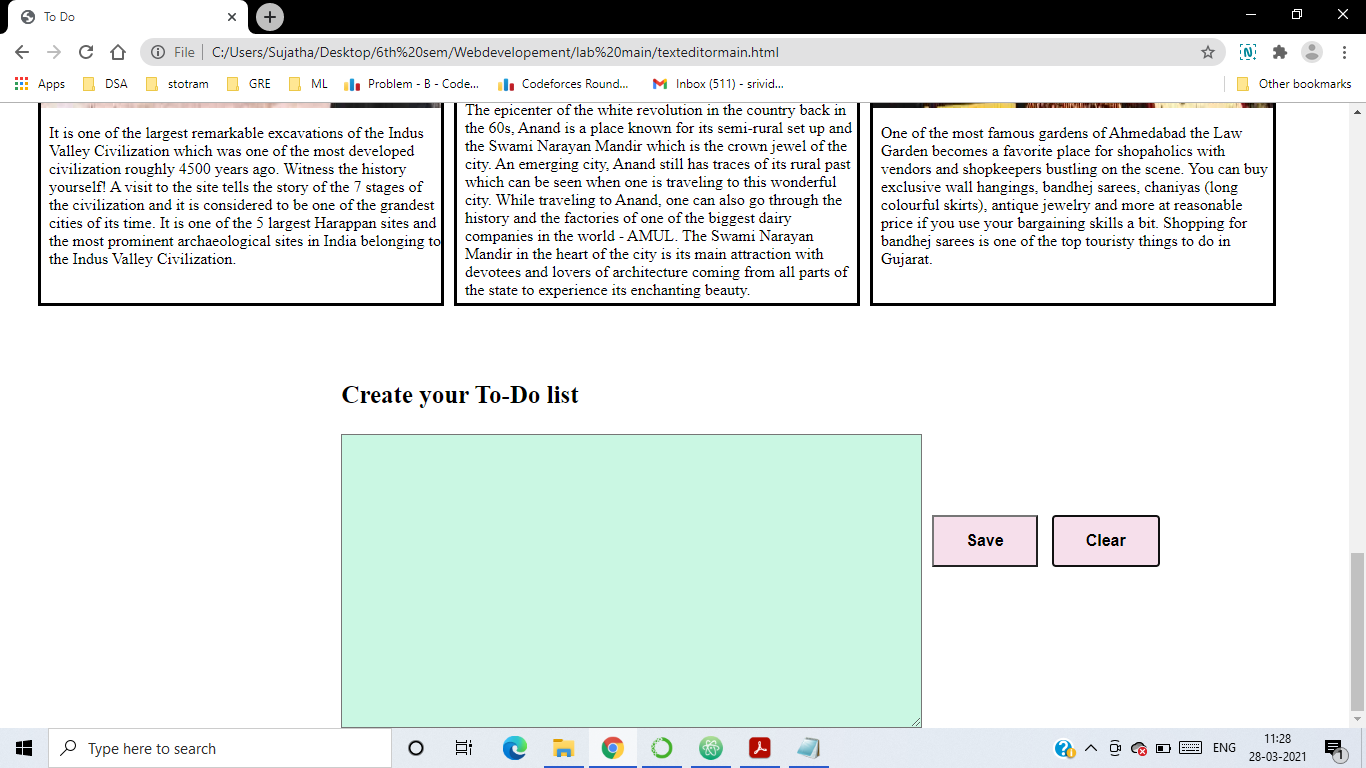 To Do
File
C:/Users/Sujatha/Desktop/6th%20sem/Webdevelopement/lab%20main/texteditormain.html
Apps
DSA
stotram
GRE
ML
Problem - B - Code...
Codeforces Round...
Inbox (511) - srivid...
Other bookmarks
It is one of the largest remarkable excavations of the Indus
Valley Civilization which was one of the most developed
civilization roughly 4500 years ago. Witness the history
yourself! A visit to the site tells the story of the 7 stages of
the civilization and it is considered to be one of the grandest
cities of its time. It is one of the 5 largest Harappan sites and
the most prominent archaeological sites in India belonging to
the Indus Valley Civilization.
The epicenter of the white revolution in the country back in
the 60s, Anand is a place known for its semi-rural set up and
the Swami Narayan Mandir which is the crown jewel of the
city. An emerging city, Anand still has traces of its rural past
which can be seen when one is traveling to this wonderful
city. While traveling to Anand, one can also go through the
history and the factories of one of the biggest dairy
companies in the world - AMUL. The Swami Narayan
Mandir in the heart of the city is its main attraction with
devotees and lovers of architecture coming from all parts of
the state to experience its enchanting beauty.
One of the most famous gardens of Ahmedabad the Law
Garden becomes a favorite place for shopaholics with
vendors and shopkeepers bustling on the scene. You can buy
exclusive wall hangings, bandhej sarees, chaniyas (long
colourful skirts), antique jewelry and more at reasonable
price if you use your bargaining skills a bit. Shopping for
bandhej sarees is one of the top touristy things to do in
Gujarat.
Create your To-Do list
Save
Clear
Type here to search
ENG
11:28
28-03-2021
1